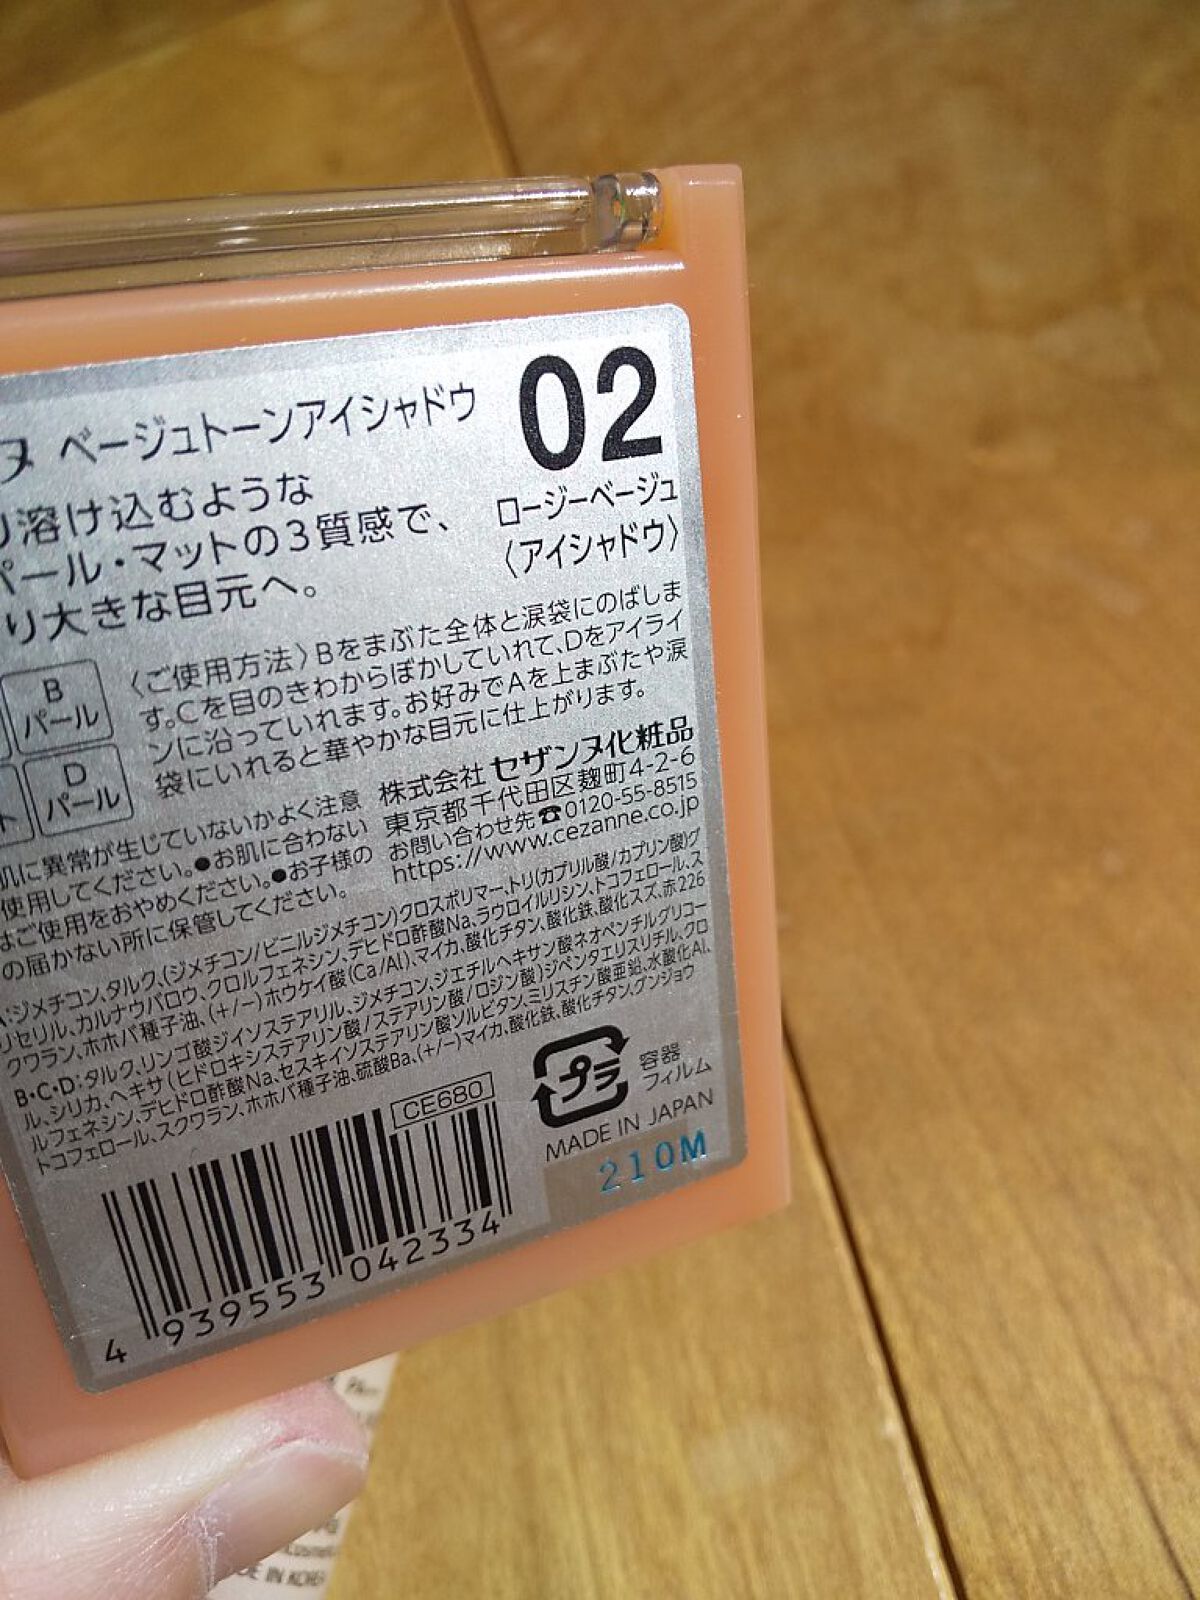 ヌ ベージュトーンアイシャドウ
02
ロージーベージュ
〈アイシャドウ〉
り溶け込むような
パール・マットの3質感で、
り大きな目元へ。
B
パール
D
パール
ト
〈ご使用方法〉Bをまぶた全体と涙袋にのばしま
す。Cを目のきわからぼかしていれて、Dをアイライ
ンに沿っていれます。お好みでAを上まぶたや涙
袋にいれると華やかな目元に仕上がります。
肌に異常が生じていないかよく注意
使用してください。●お肌に合わない
はご使用をおやめください。●お子様の
の届かない所に保管してください。
株式会社 セザンヌ化粧品
東京都千代田区麹町4-2-6
お問い合わせ先☎0120-55-8515
https://www.cezanne.co.jp
A:ジメチコン、タルク、(ジメチコン/ビニルジメチコン)クロスポリマー、トリ(カプリル酸/カプリン酸)グ
リセリル、カルナウバロウ、クロルフェネシン、デヒドロ酢酸Na、ラウロイルリシン、トコフェロール、ス
クワラン、ホホバ種子油、(+/−)ホウケイ酸(Ca/Al)、マイカ、酸化チタン、酸化鉄、酸化スズ、赤226
B・C・D:タルク、リンゴ酸ジイソステアリル、ジメチコン、ジエチルヘキサン酸ネオペンチルグリコー
ル、シリカ、ヘキサ(ヒドロキシステアリン酸/ステアリン酸/ロジン酸)ジペンタエリスリチル、クロ
ルフェネシン、デヒドロ酢酸Na、セスキイソステアリン酸ソルビタン、ミリスチン酸亜鉛、水酸化Al、
トコフェロール、スクワラン、ホホバ種子油、硫酸Ba、(+/−)マイカ、酸化鉄、酸化チタン、グンジョウ
CE680
プラ
容器
フィルム
MADE IN JAPAN
210M
4 939553 042334